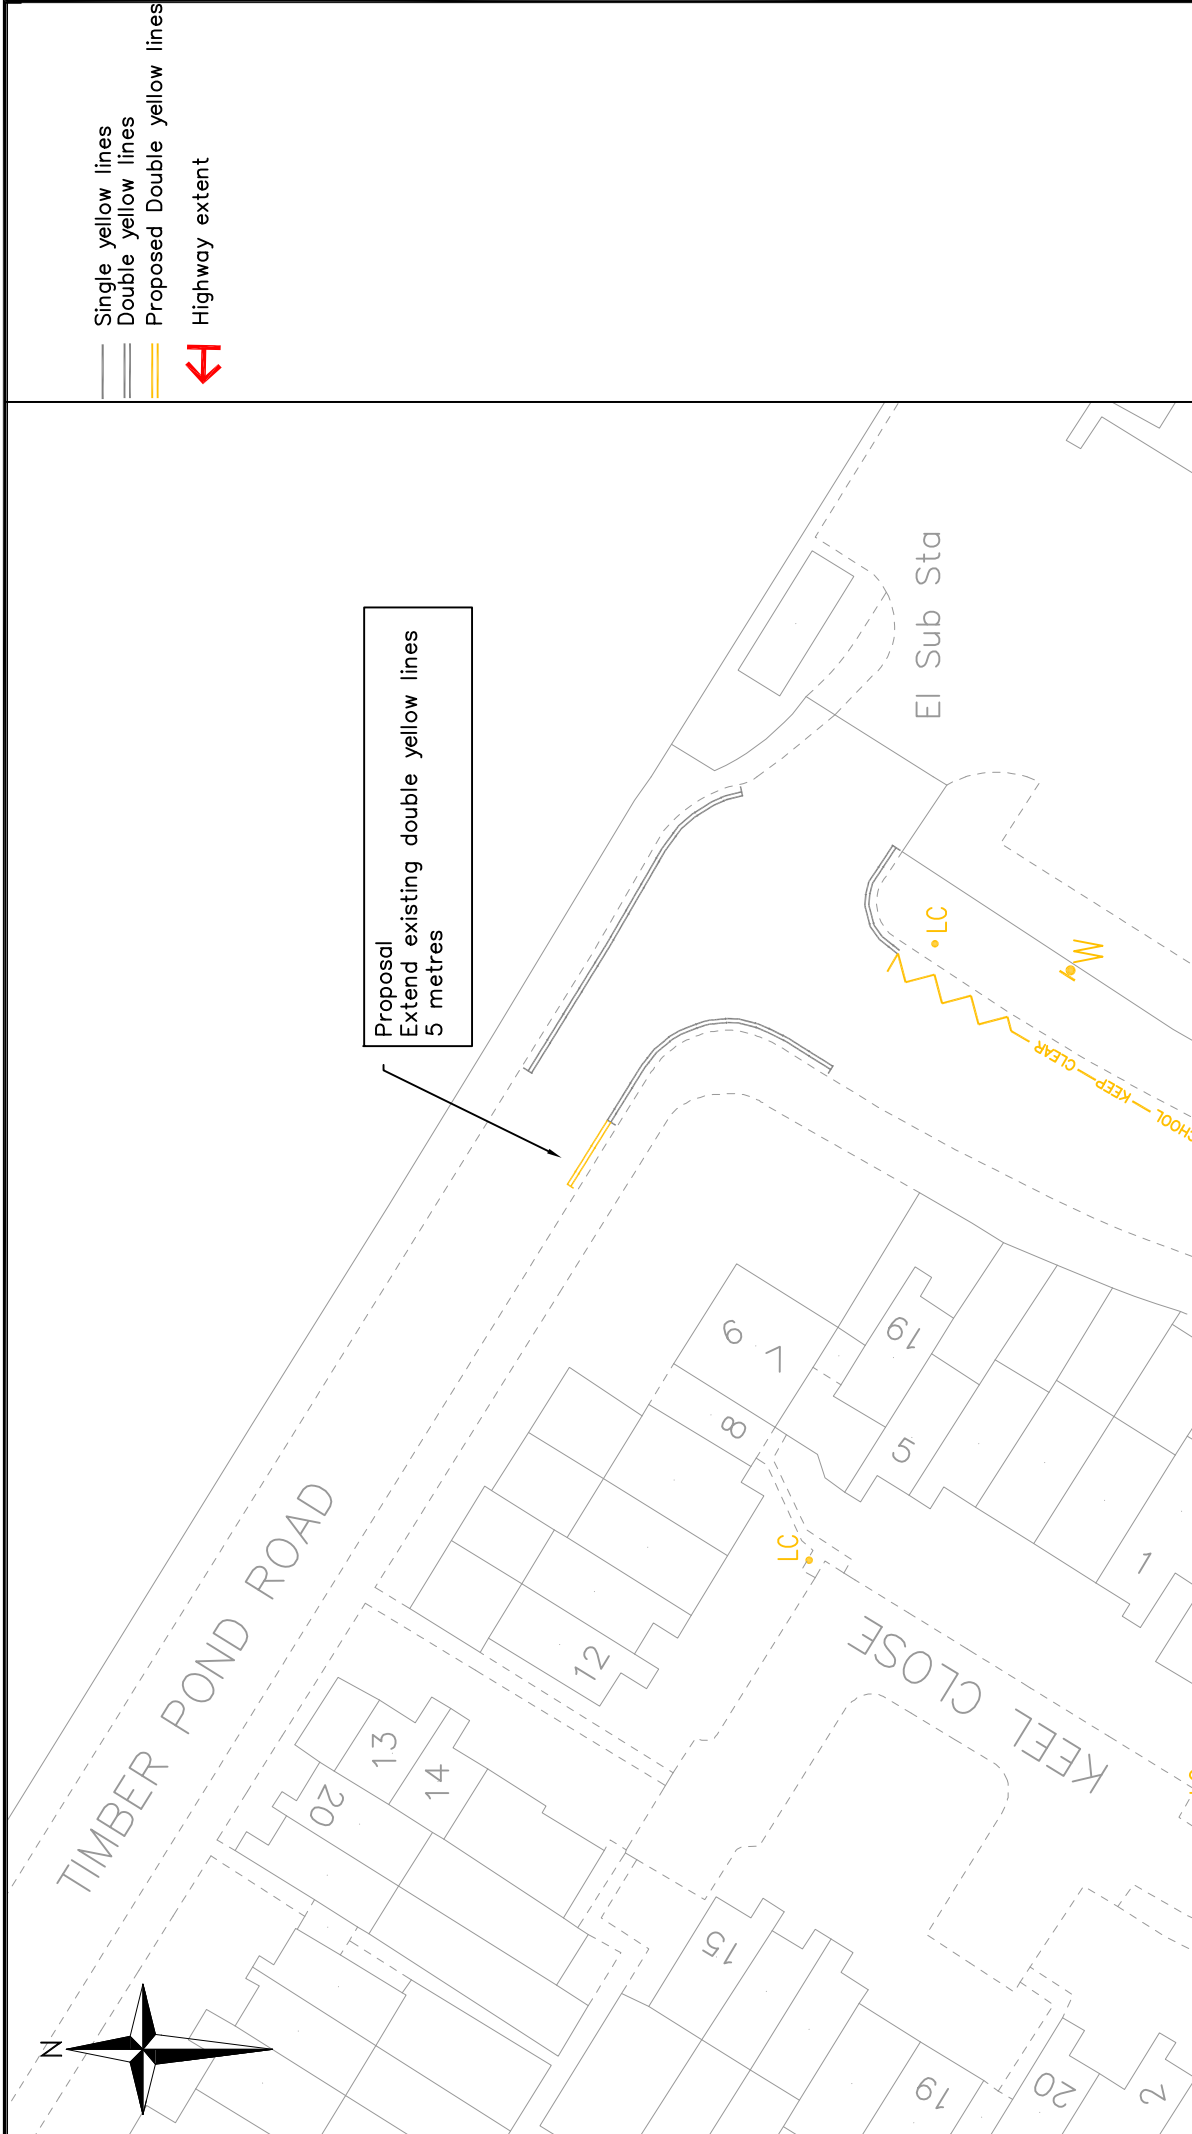 Single yellow lines
Double yellow lines
Proposed Double yellow lines
Highway extent
Proposal
Extend existing double yellow lines
5 metres
El Sub Sta
LC
W
CLEAR
KEEP
TIMBER POND ROAD
KEEL CLOSE
LC
9
7
8
19
5
1
12
13
14
20
15
19
20
2
N